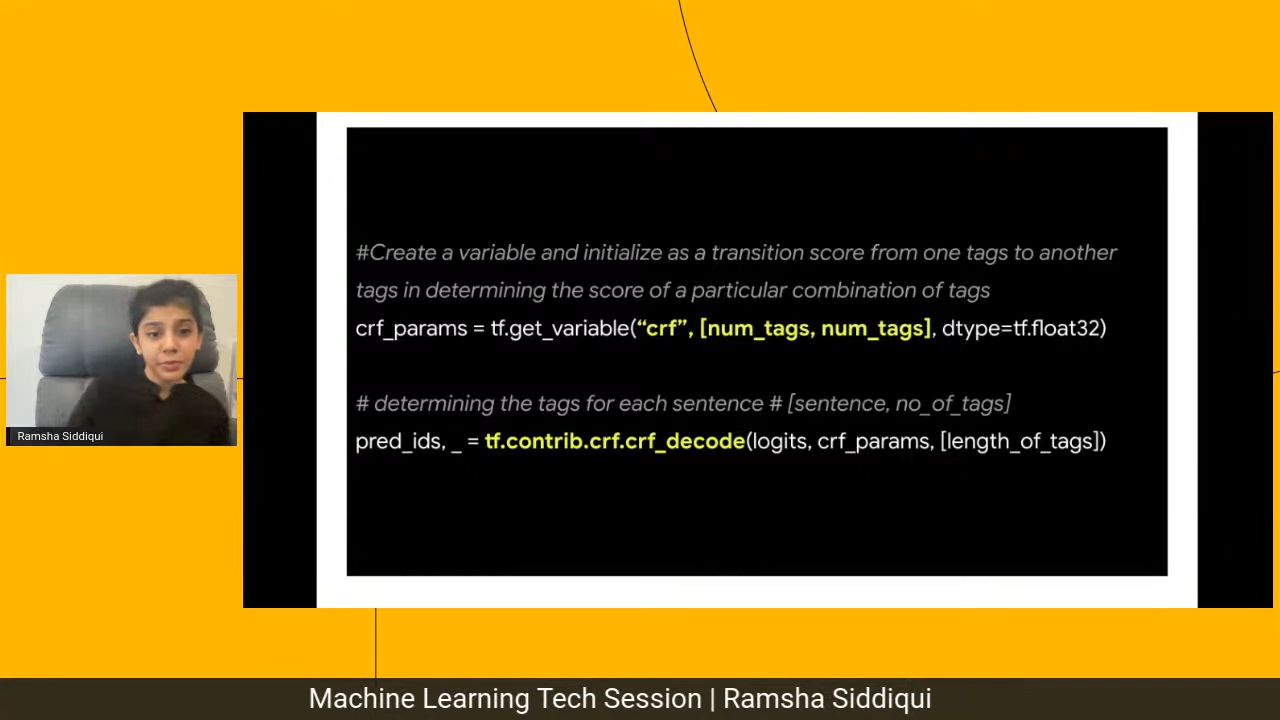 #Create a variable and initialize as a transition score from one tags to another
tags in determining the score of a particular combination of tags
crf_params = tf.get_variable(“crf”, [num_tags, num_tags], dtype=tf.float32)
# determining the tags for each sentence # [sentence, no_of_tags]
pred_ids, _ = tf.contrib.crf.crf_decode(logits, crf_params, [length_of_tags])
Ramsha Siddiqui
Machine Learning Tech Session | Ramsha Siddiqui